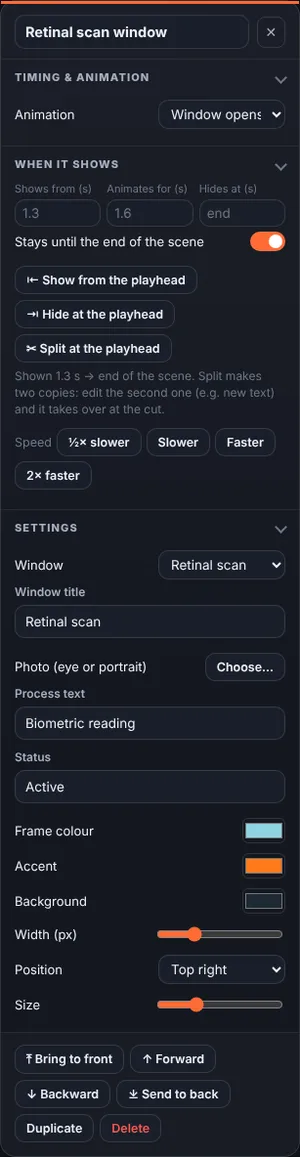 Retinal scan window ✕
TIMING & ANIMATION
Animation Window opens
WHEN IT SHOWS
Shows from (s) Animates for (s) Hides at (s)
1.3 1.6 end
Stays until the end of the scene
⇤ Show from the playhead
⇥ Hide at the playhead
✂ Split at the playhead
Shown 1.3 s → end of the scene. Split makes
two copies: edit the second one (e.g. new text)
and it takes over at the cut.
Speed ½× slower Slower Faster
2× faster
SETTINGS
Window Retinal scan
Window title
Retinal scan
Photo (eye or portrait) Choose...
Process text
Biometric reading
Status
Active
Frame colour
Accent
Background
Width (px)
Position Top right
Size
⤒ Bring to front ↑ Forward
↓ Backward ⤓ Send to back
Duplicate Delete